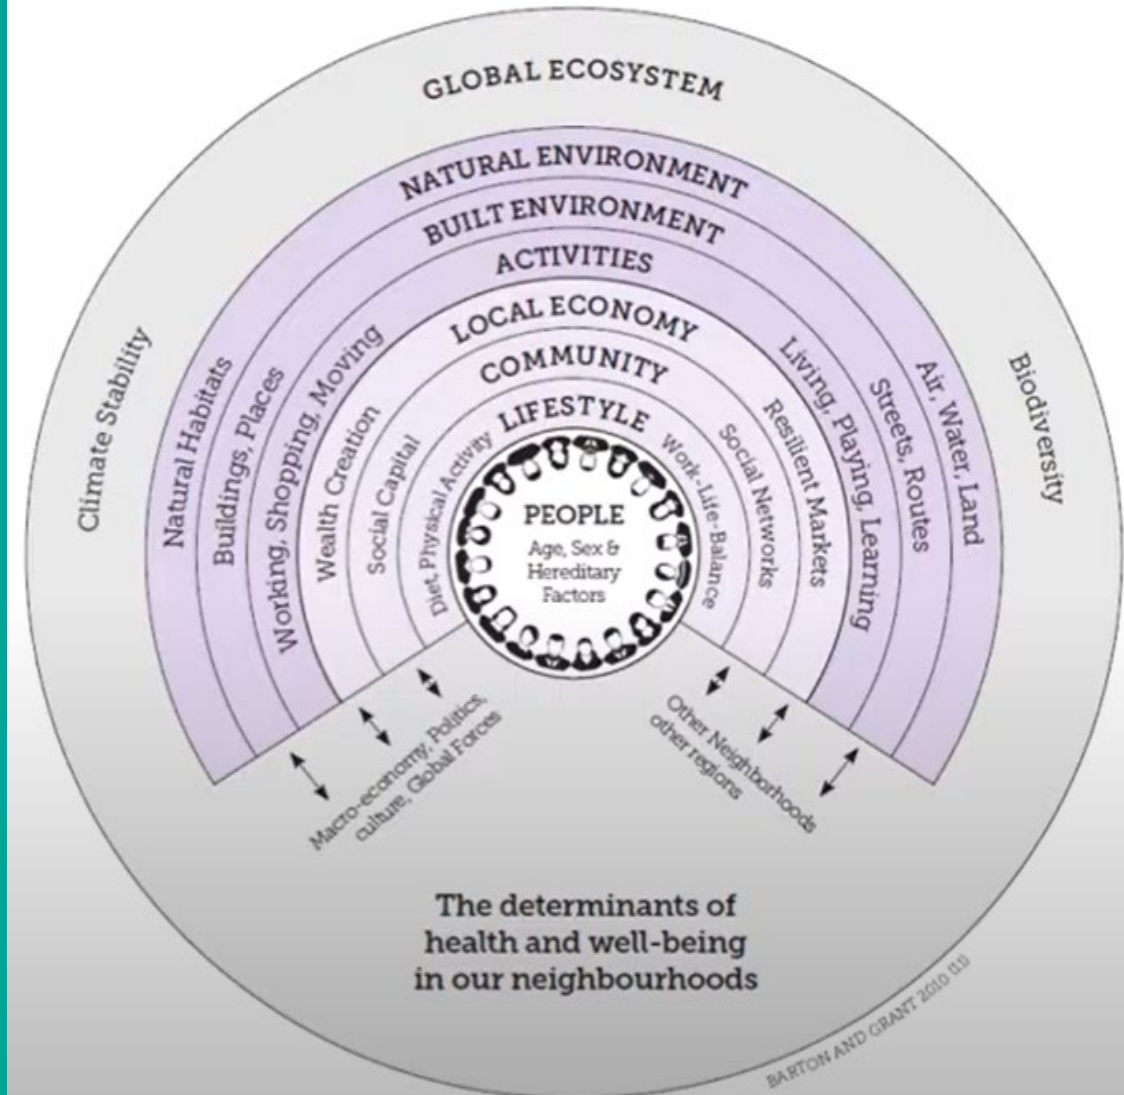 GLOBAL ECOSYSTEM
NATURAL ENVIRONMENT
BUILT ENVIRONMENT
ACTIVITIES
LOCAL ECONOMY
COMMUNITY
LIFESTYLE
Climate Stability
Natural Habitats
Buildings, Places
Working, Shopping, Moving
Wealth Creation
Social Capital
Diet, Physical Activity
PEOPLE
Age, Sex &
Hereditary
Factors
Work-Life-Balance
Social Networks
Resilient Markets
Living, Playing, Learning
Streets, Routes
Air, Water, Land
Biodiversity
Macro-economy, Politics,
culture, Global Forces
Other Neighborhoods
other regions
The determinants of
health and well-being
in our neighbourhoods
BARTON AND GRANT 2010